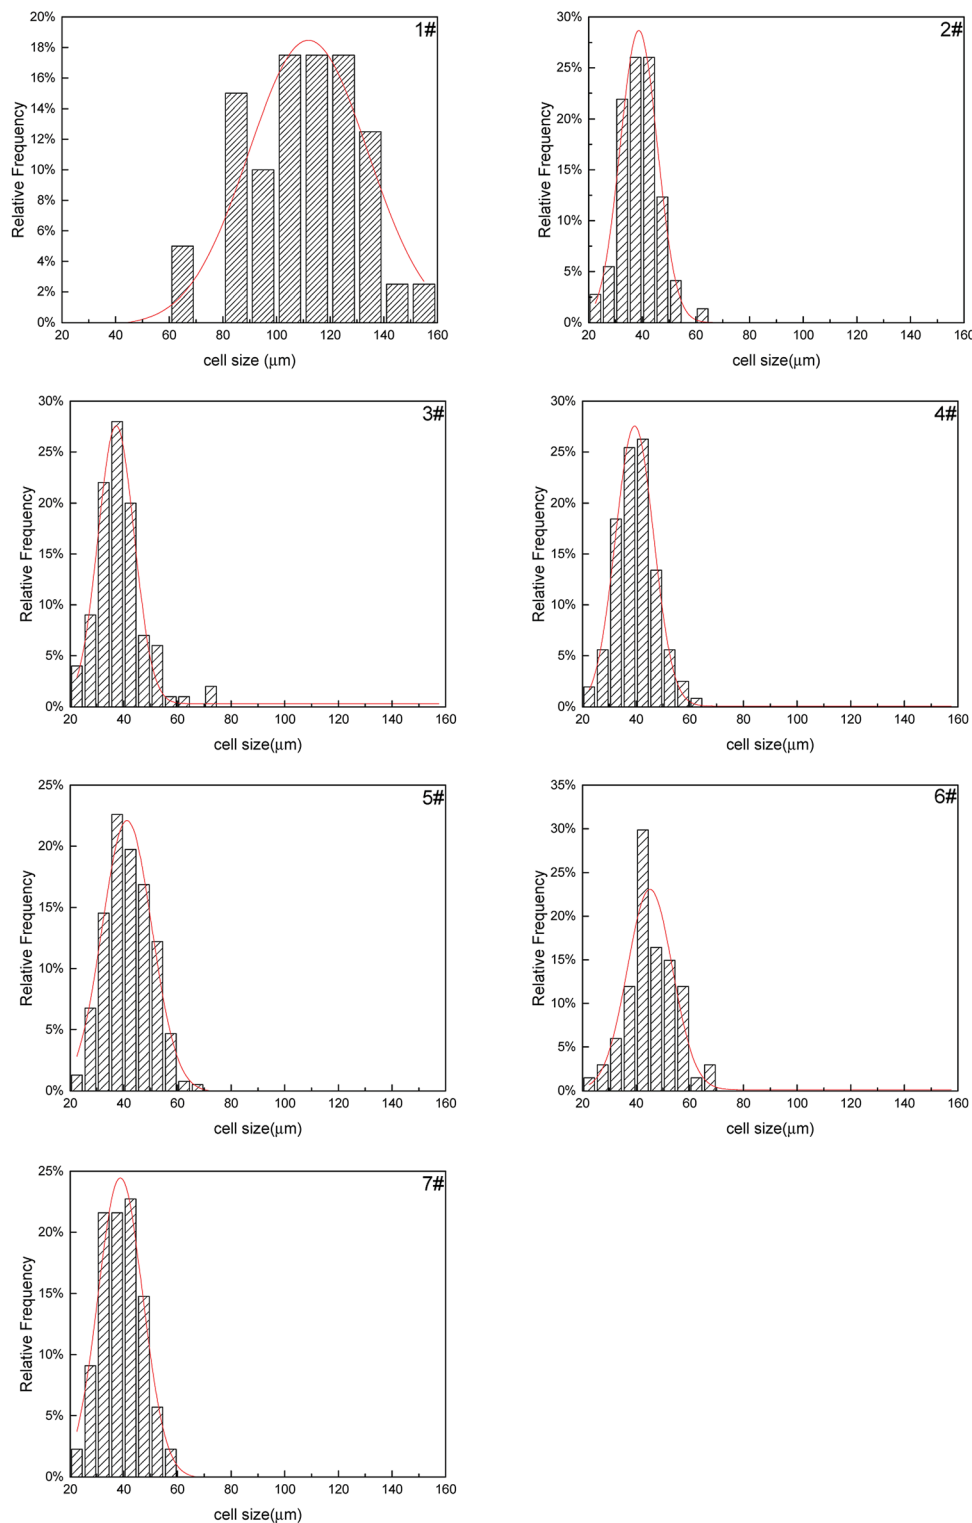 1#
Relative Frequency
20%
18%
16%
14%
12%
10%
8%
6%
4%
2%
0%
20 40 60 80 100 120 140 160
cell size (μm)
2#
Relative Frequency
30%
25%
20%
15%
10%
5%
0%
20 40 60 80 100 120 140 160
cell size(μm)
3#
Relative Frequency
30%
25%
20%
15%
10%
5%
0%
20 40 60 80 100 120 140 160
cell size(μm)
4#
Relative Frequency
30%
25%
20%
15%
10%
5%
0%
20 40 60 80 100 120 140 160
cell size(μm)
5#
Relative Frequency
25%
20%
15%
10%
5%
0%
20 40 60 80 100 120 140 160
cell size(μm)
6#
Relative Frequency
35%
30%
25%
20%
15%
10%
5%
0%
20 40 60 80 100 120 140 160
cell size(μm)
7#
Relative Frequency
25%
20%
15%
10%
5%
0%
20 40 60 80 100 120 140 160
cell size(μm)